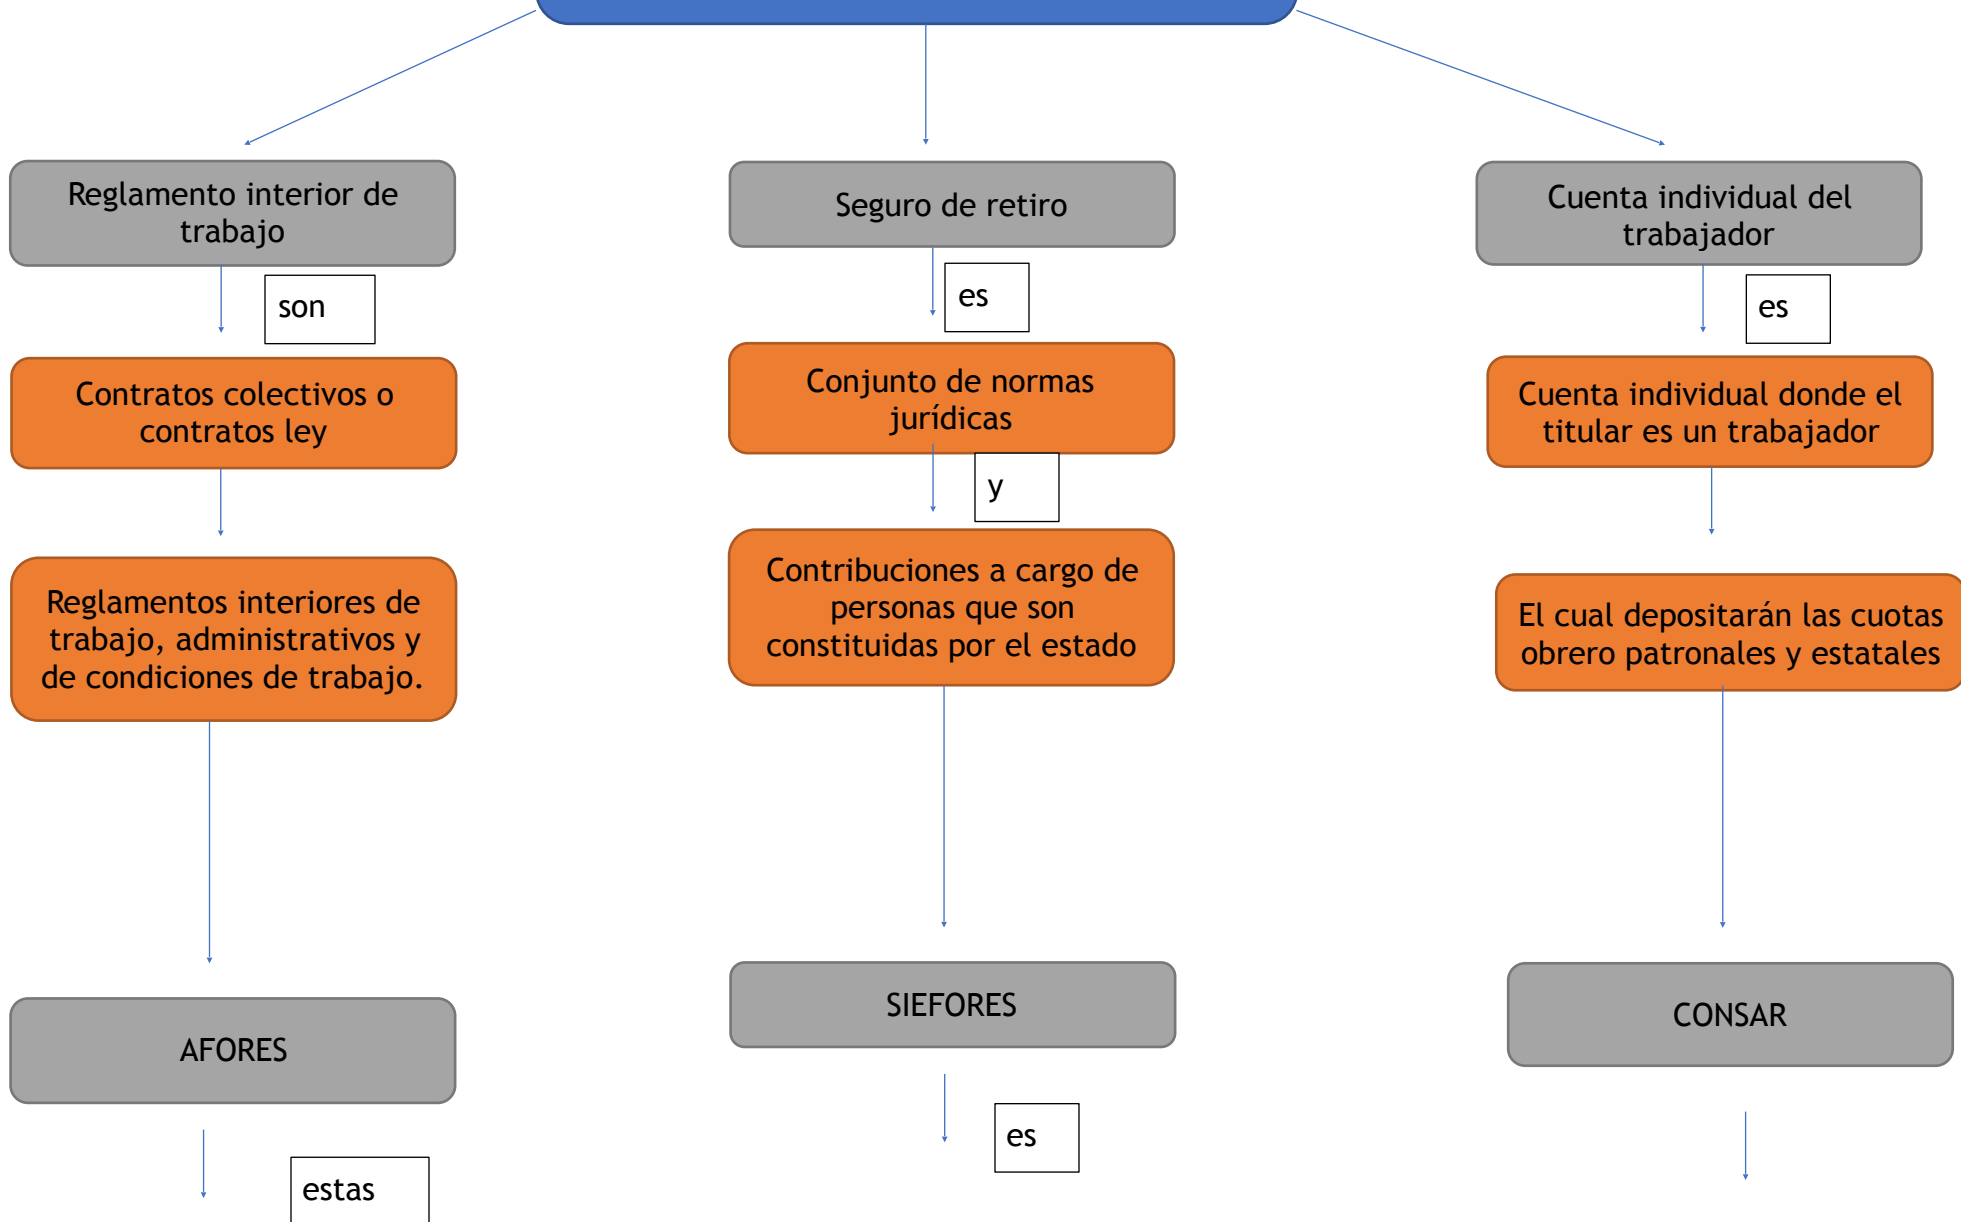 Reglamento interior de
trabajo
son
Contratos colectivos o
contratos ley
Reglamentos interiores de
trabajo, administrativos y
de condiciones de trabajo.
AFORES
estas
Seguro de retiro
es
Conjunto de normas
jurídicas
y
Contribuciones a cargo de
personas que son
constituidas por el estado
SIEFORES
es
Cuenta individual del
trabajador
es
Cuenta individual donde el
titular es un trabajador
El cual depositarán las cuotas
obrero patronales y estatales
CONSAR